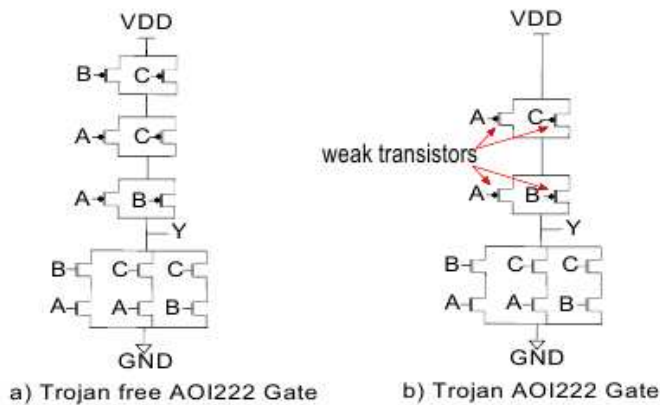 VDD
B C
A C
A B
Y
B C C
A A B
GND
a) Trojan free AOI222 Gate
VDD
A C
weak transistors
A B
Y
B C C
A A B
GND
b) Trojan AOI222 Gate